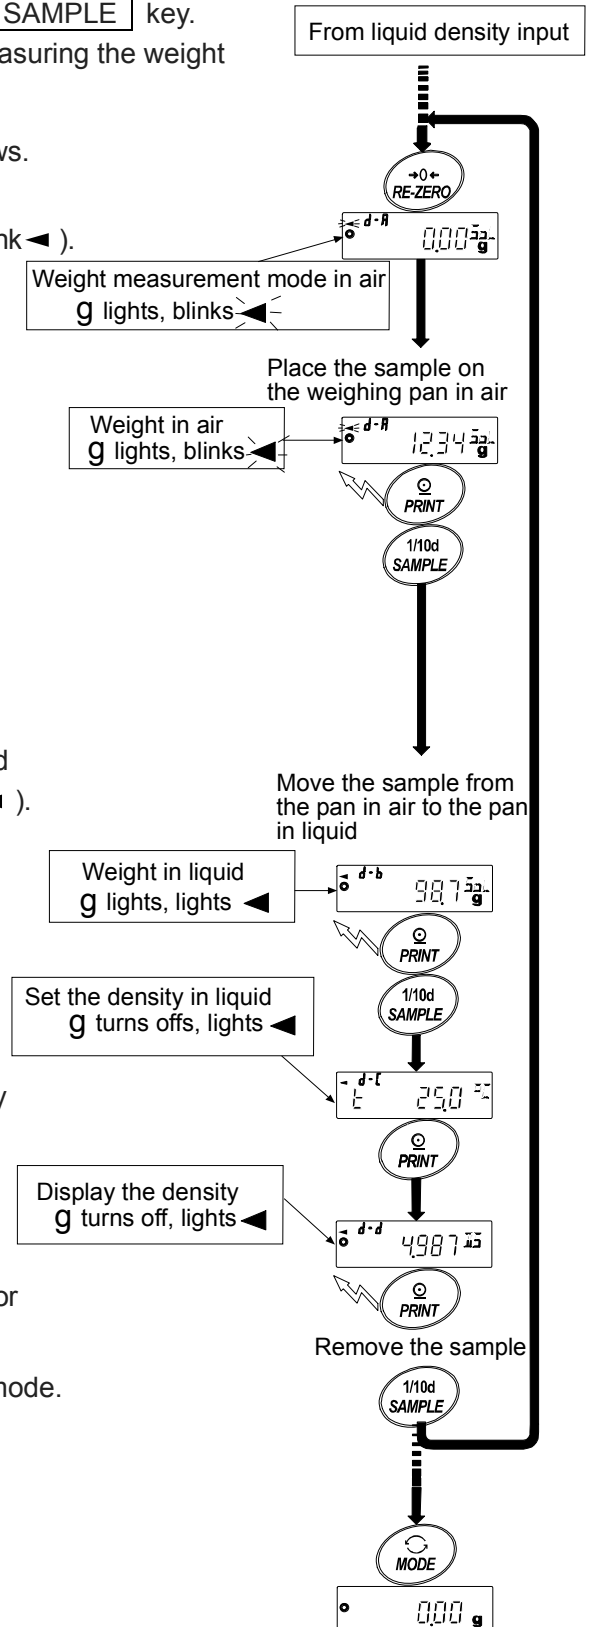 SAMPLE key.
From liquid density input
asuring the weight
ws.
→0←
RE-ZERO
d-A
0.00 g
nk ◄ ).
Weight measurement mode in air
g lights, blinks ◄
Place the sample on
the weighing pan in air
Weight in air
g lights, blinks ◄
d-A
12.34 g
PRINT
1/10d
SAMPLE
d
).
Move the sample from
the pan in air to the pan
in liquid
Weight in liquid
g lights, lights ◄
d-b
9.87 g
PRINT
1/10d
SAMPLE
Set the density in liquid
g turns offs, lights ◄
d-C
t 25.0 °C
y
PRINT
Display the density
g turns off, lights ◄
d-d
4.987
PRINT
or
Remove the sample
mode.
1/10d
SAMPLE
MODE
0.00 g